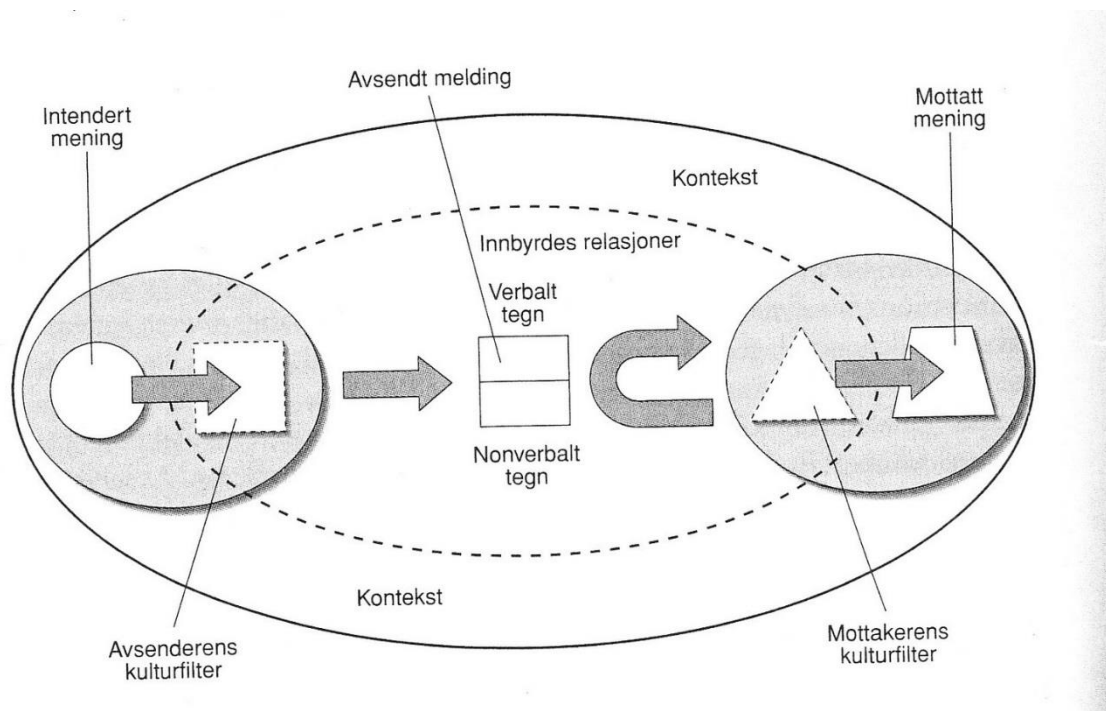 Avsendt melding
Intendert
mening
Mottatt
mening
Kontekst
Innbyrdes relasjoner
Verbalt
tegn
Nonverbalt
tegn
Kontekst
Avsenderens
kulturfilter
Mottakerens
kulturfilter